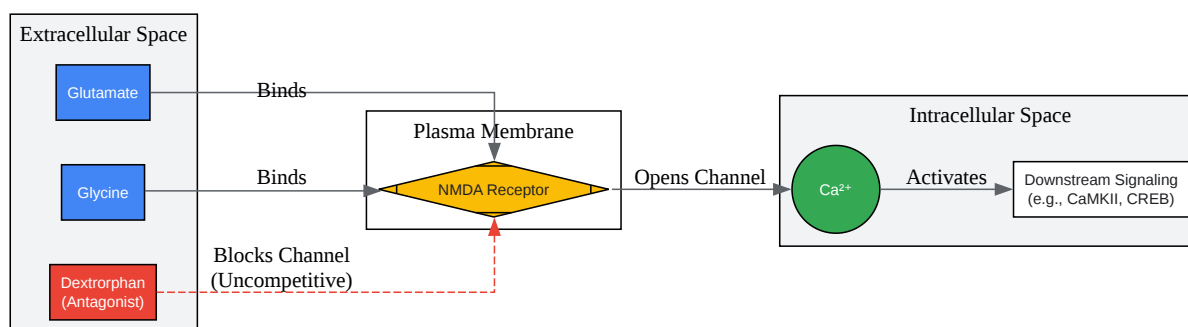 Extracellular Space
Glutamate
Binds
Plasma Membrane
Intracellular Space
Glycine
Binds
NMDA Receptor
Opens Channel
Ca²⁺
Activates
Downstream Signaling
(e.g., CaMKII, CREB)
Blocks Channel
(Uncompetitive)
Dextrorphan
(Antagonist)